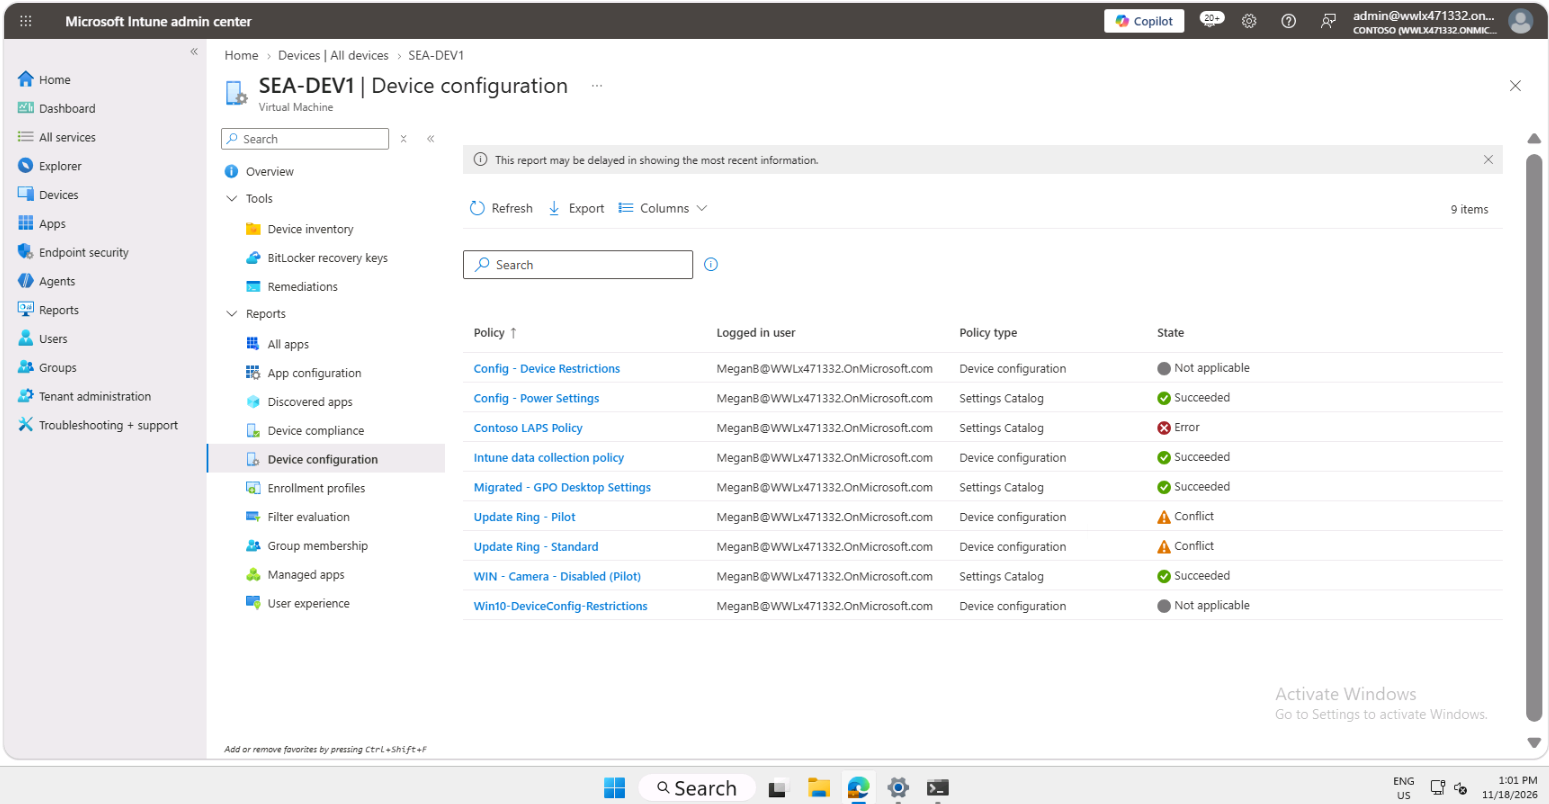 Microsoft Intune admin center
Copilot
20+
admin@wwlx471332.on...
CONTOSO (WWLX471332.ONMIC...
Home > Devices | All devices > SEA-DEV1
SEA-DEV1 | Device configuration ...
Virtual Machine
Home
Dashboard
All services
Explorer
Devices
Apps
Endpoint security
Agents
Reports
Users
Groups
Tenant administration
Troubleshooting + support
Search
Overview
Tools
Device inventory
BitLocker recovery keys
Remediations
Reports
All apps
App configuration
Discovered apps
Device compliance
Device configuration
Enrollment profiles
Filter evaluation
Group membership
Managed apps
User experience
Add or remove favorites by pressing Ctrl+Shift+F
This report may be delayed in showing the most recent information.
Refresh Export Columns 9 items
Search
Policy ↑ Logged in user Policy type State
Config - Device Restrictions MeganB@WWLx471332.OnMicrosoft.com Device configuration Not applicable
Config - Power Settings MeganB@WWLx471332.OnMicrosoft.com Settings Catalog Succeeded
Contoso LAPS Policy MeganB@WWLx471332.OnMicrosoft.com Settings Catalog Error
Intune data collection policy MeganB@WWLx471332.OnMicrosoft.com Device configuration Succeeded
Migrated - GPO Desktop Settings MeganB@WWLx471332.OnMicrosoft.com Settings Catalog Succeeded
Update Ring - Pilot MeganB@WWLx471332.OnMicrosoft.com Device configuration Conflict
Update Ring - Standard MeganB@WWLx471332.OnMicrosoft.com Device configuration Conflict
WIN - Camera - Disabled (Pilot) MeganB@WWLx471332.OnMicrosoft.com Settings Catalog Succeeded
Win10-DeviceConfig-Restrictions MeganB@WWLx471332.OnMicrosoft.com Device configuration Not applicable
Activate Windows
Go to Settings to activate Windows.
Search
ENG
US
1:01 PM
11/18/2026